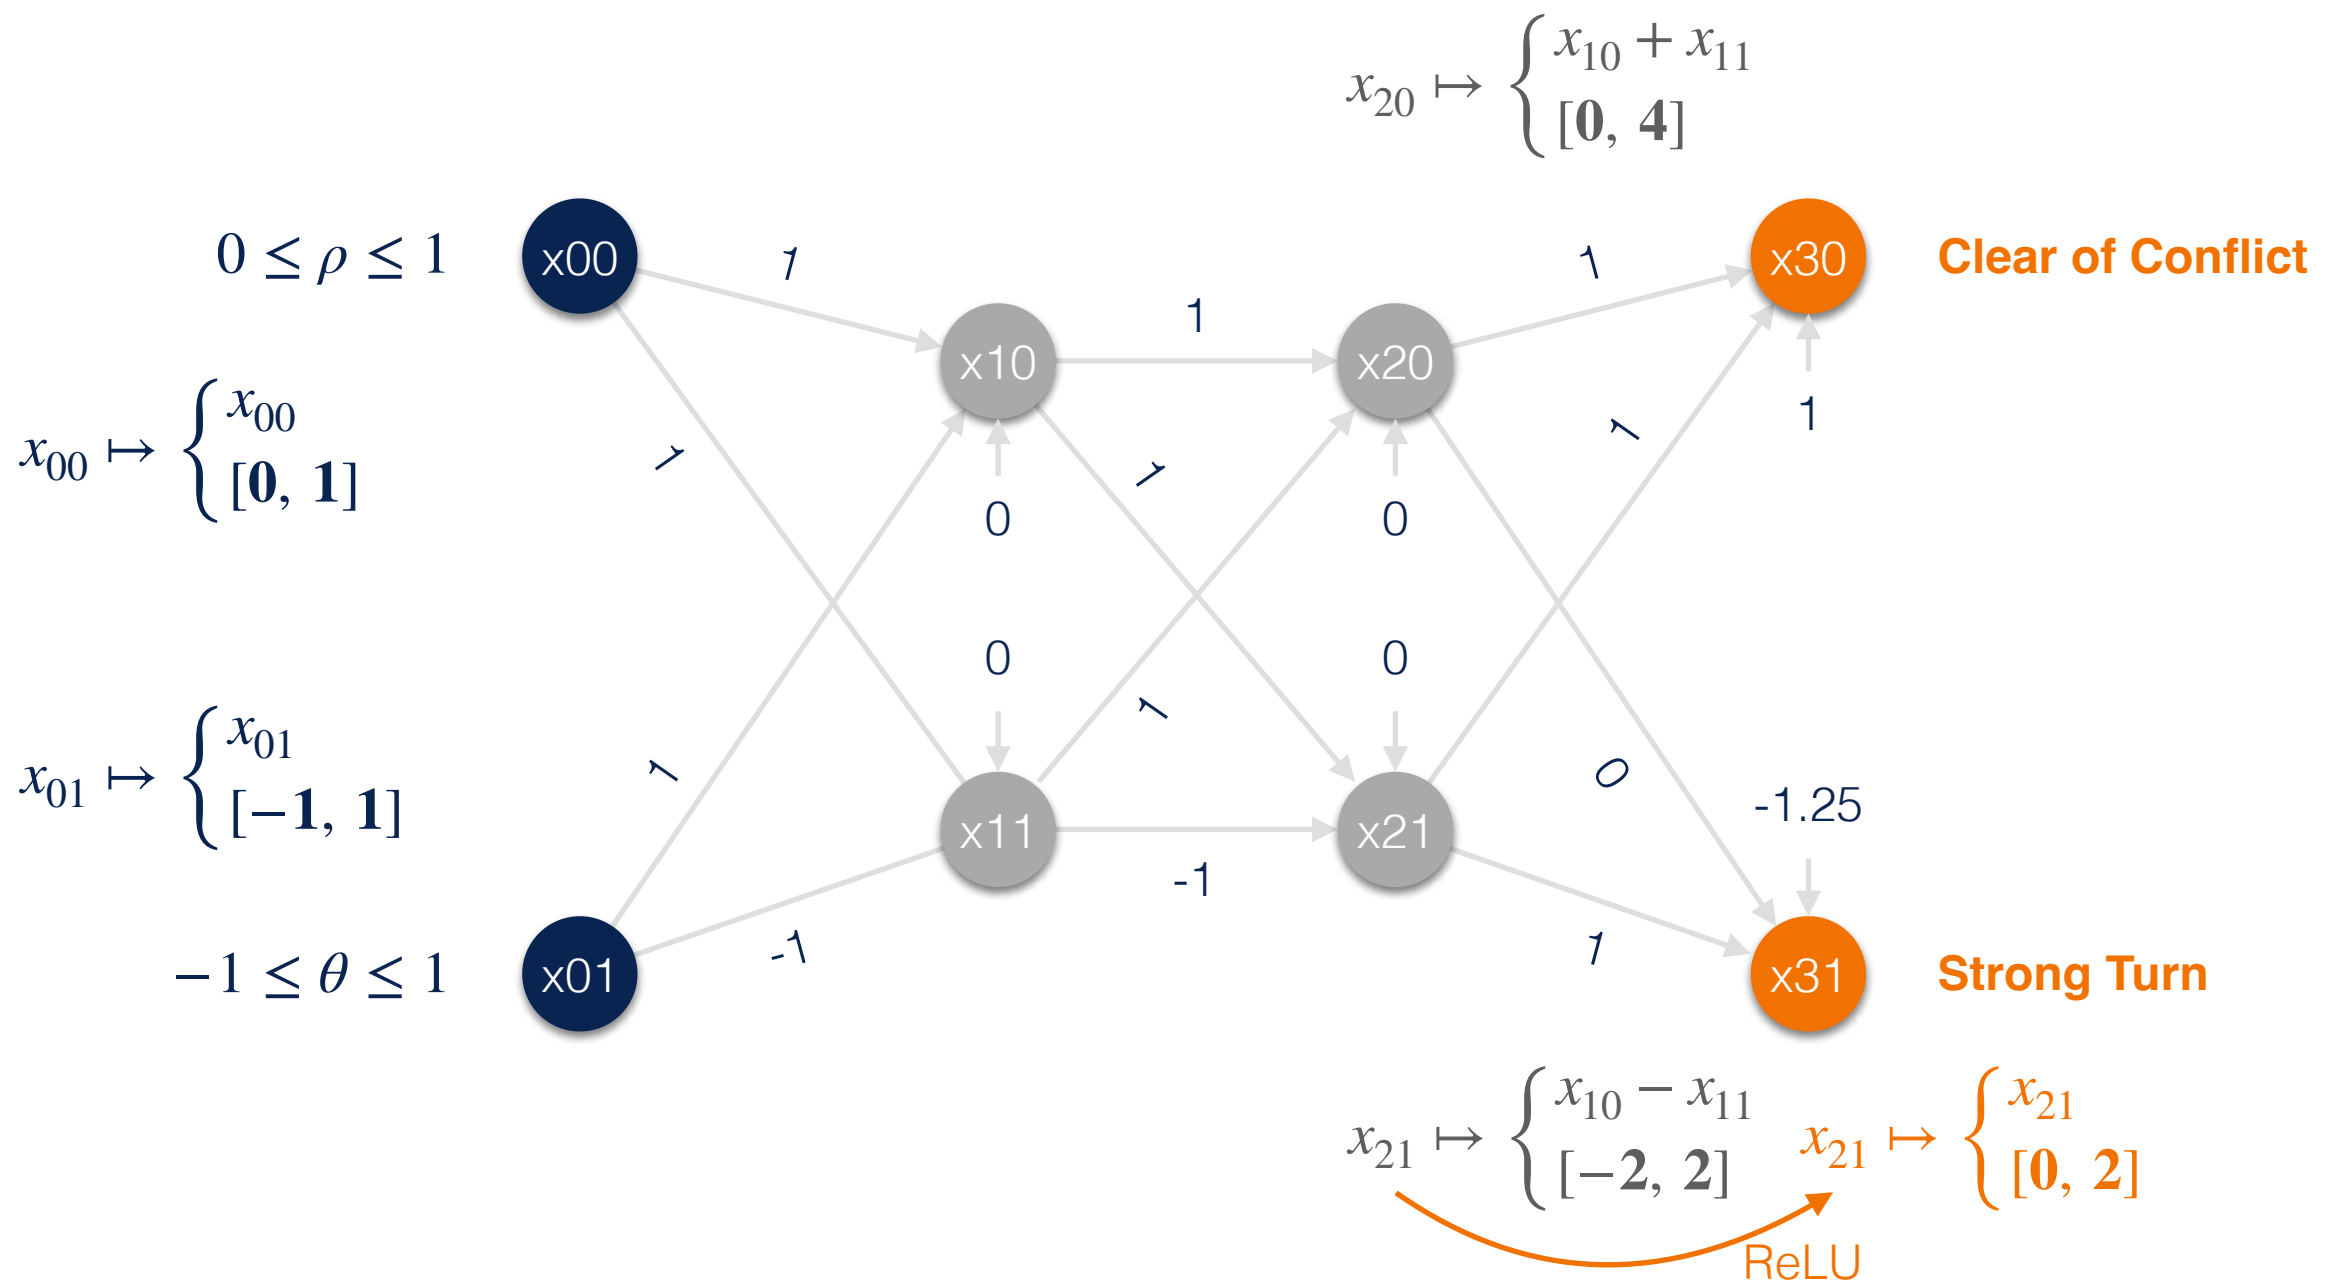 x₂₀ ↦ { x₁₀ + x₁₁
[0, 4]
0 ≤ ρ ≤ 1
x00
1
1
x30
Clear of Conflict
x10
1
x20
1
x₀₀ ↦ { x₀₀
[0, 1]
1
1
1
0
0
0
0
x₀₁ ↦ { x₀₁
[−1, 1]
1
1
0
-1.25
x11
-1
x21
−1 ≤ θ ≤ 1
x01
-1
1
x31
Strong Turn
x₂₁ ↦ { x₁₀ − x₁₁
[−2, 2]
x₂₁ ↦ { x₂₁
[0, 2]
ReLU